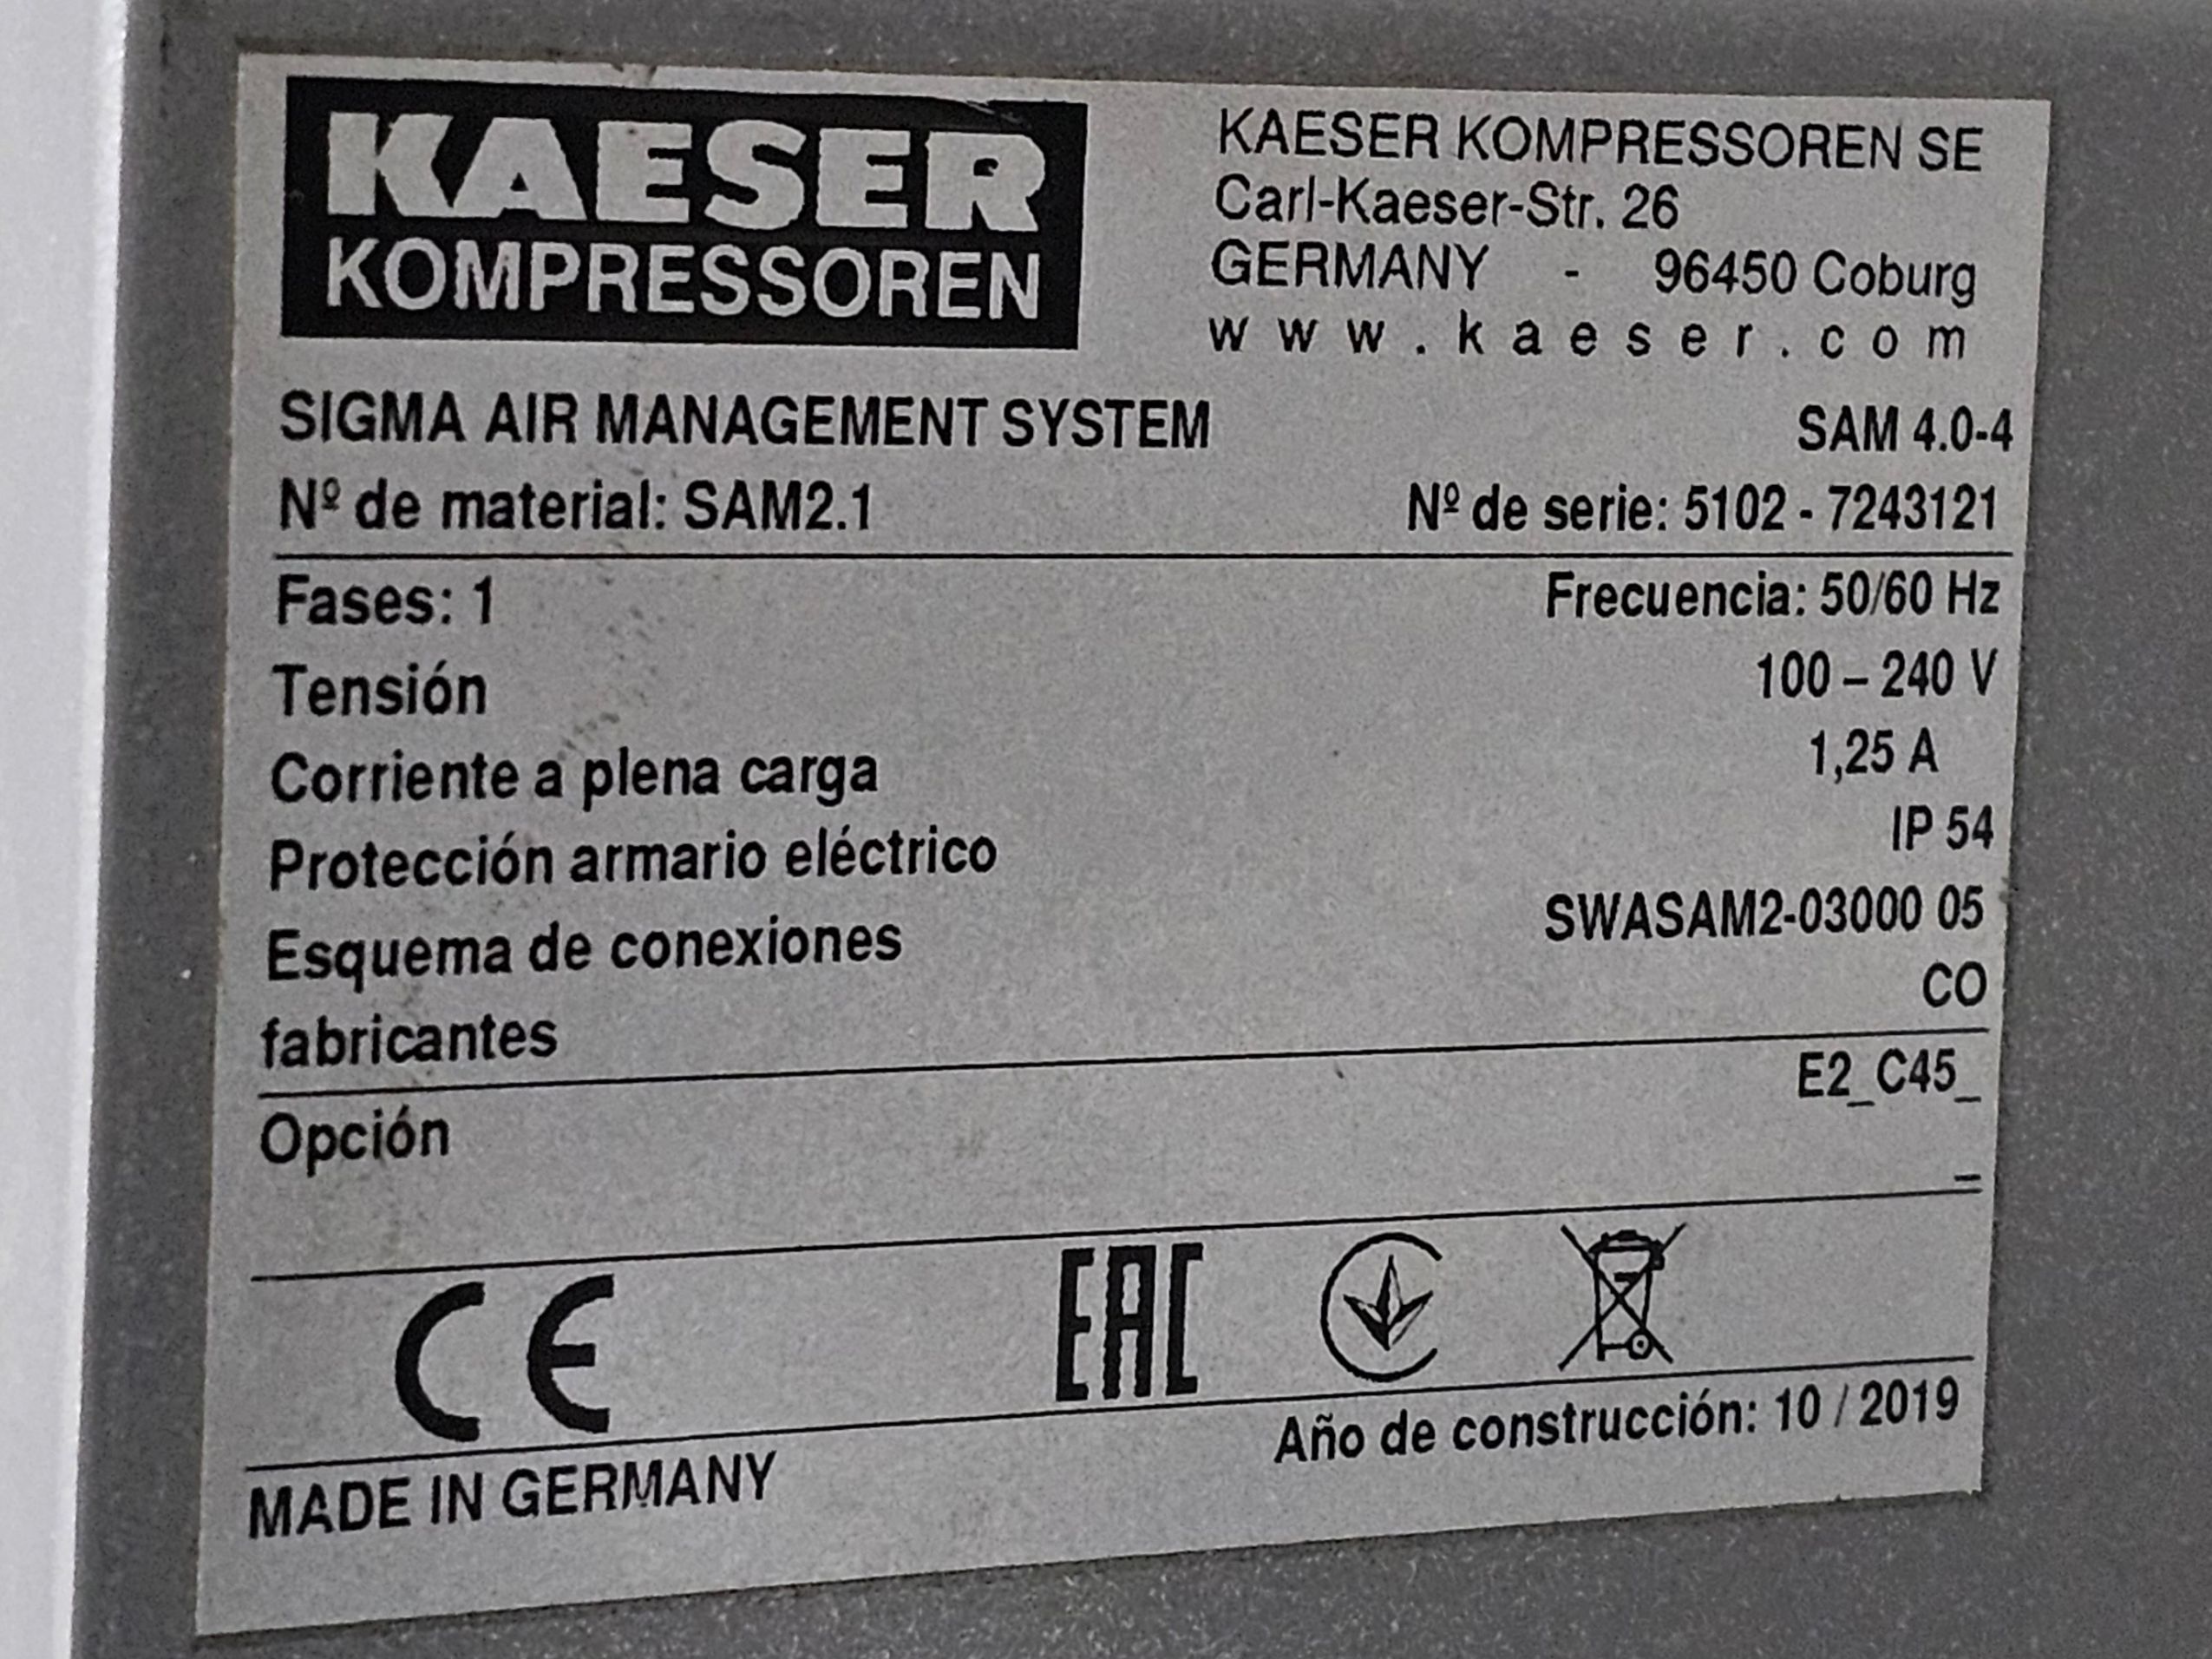 KAESER
KOMPRESSOREN
KAESER KOMPRESSOREN SE
Carl-Kaeser-Str. 26
GERMANY - 96450 Coburg
www.kaeser.com
SIGMA AIR MANAGEMENT SYSTEM SAM 4.0-4
Nº de material: SAM2.1 Nº de serie: 5102 - 7243121
Fases: 1 Frecuencia: 50/60 Hz
Tensión 100 – 240 V
Corriente a plena carga 1,25 A
Protección armario eléctrico IP 54
Esquema de conexiones SWASAM2-03000 05
fabricantes CO
Opción E2_C45_
_
CE EAC
Año de construcción: 10 / 2019
MADE IN GERMANY